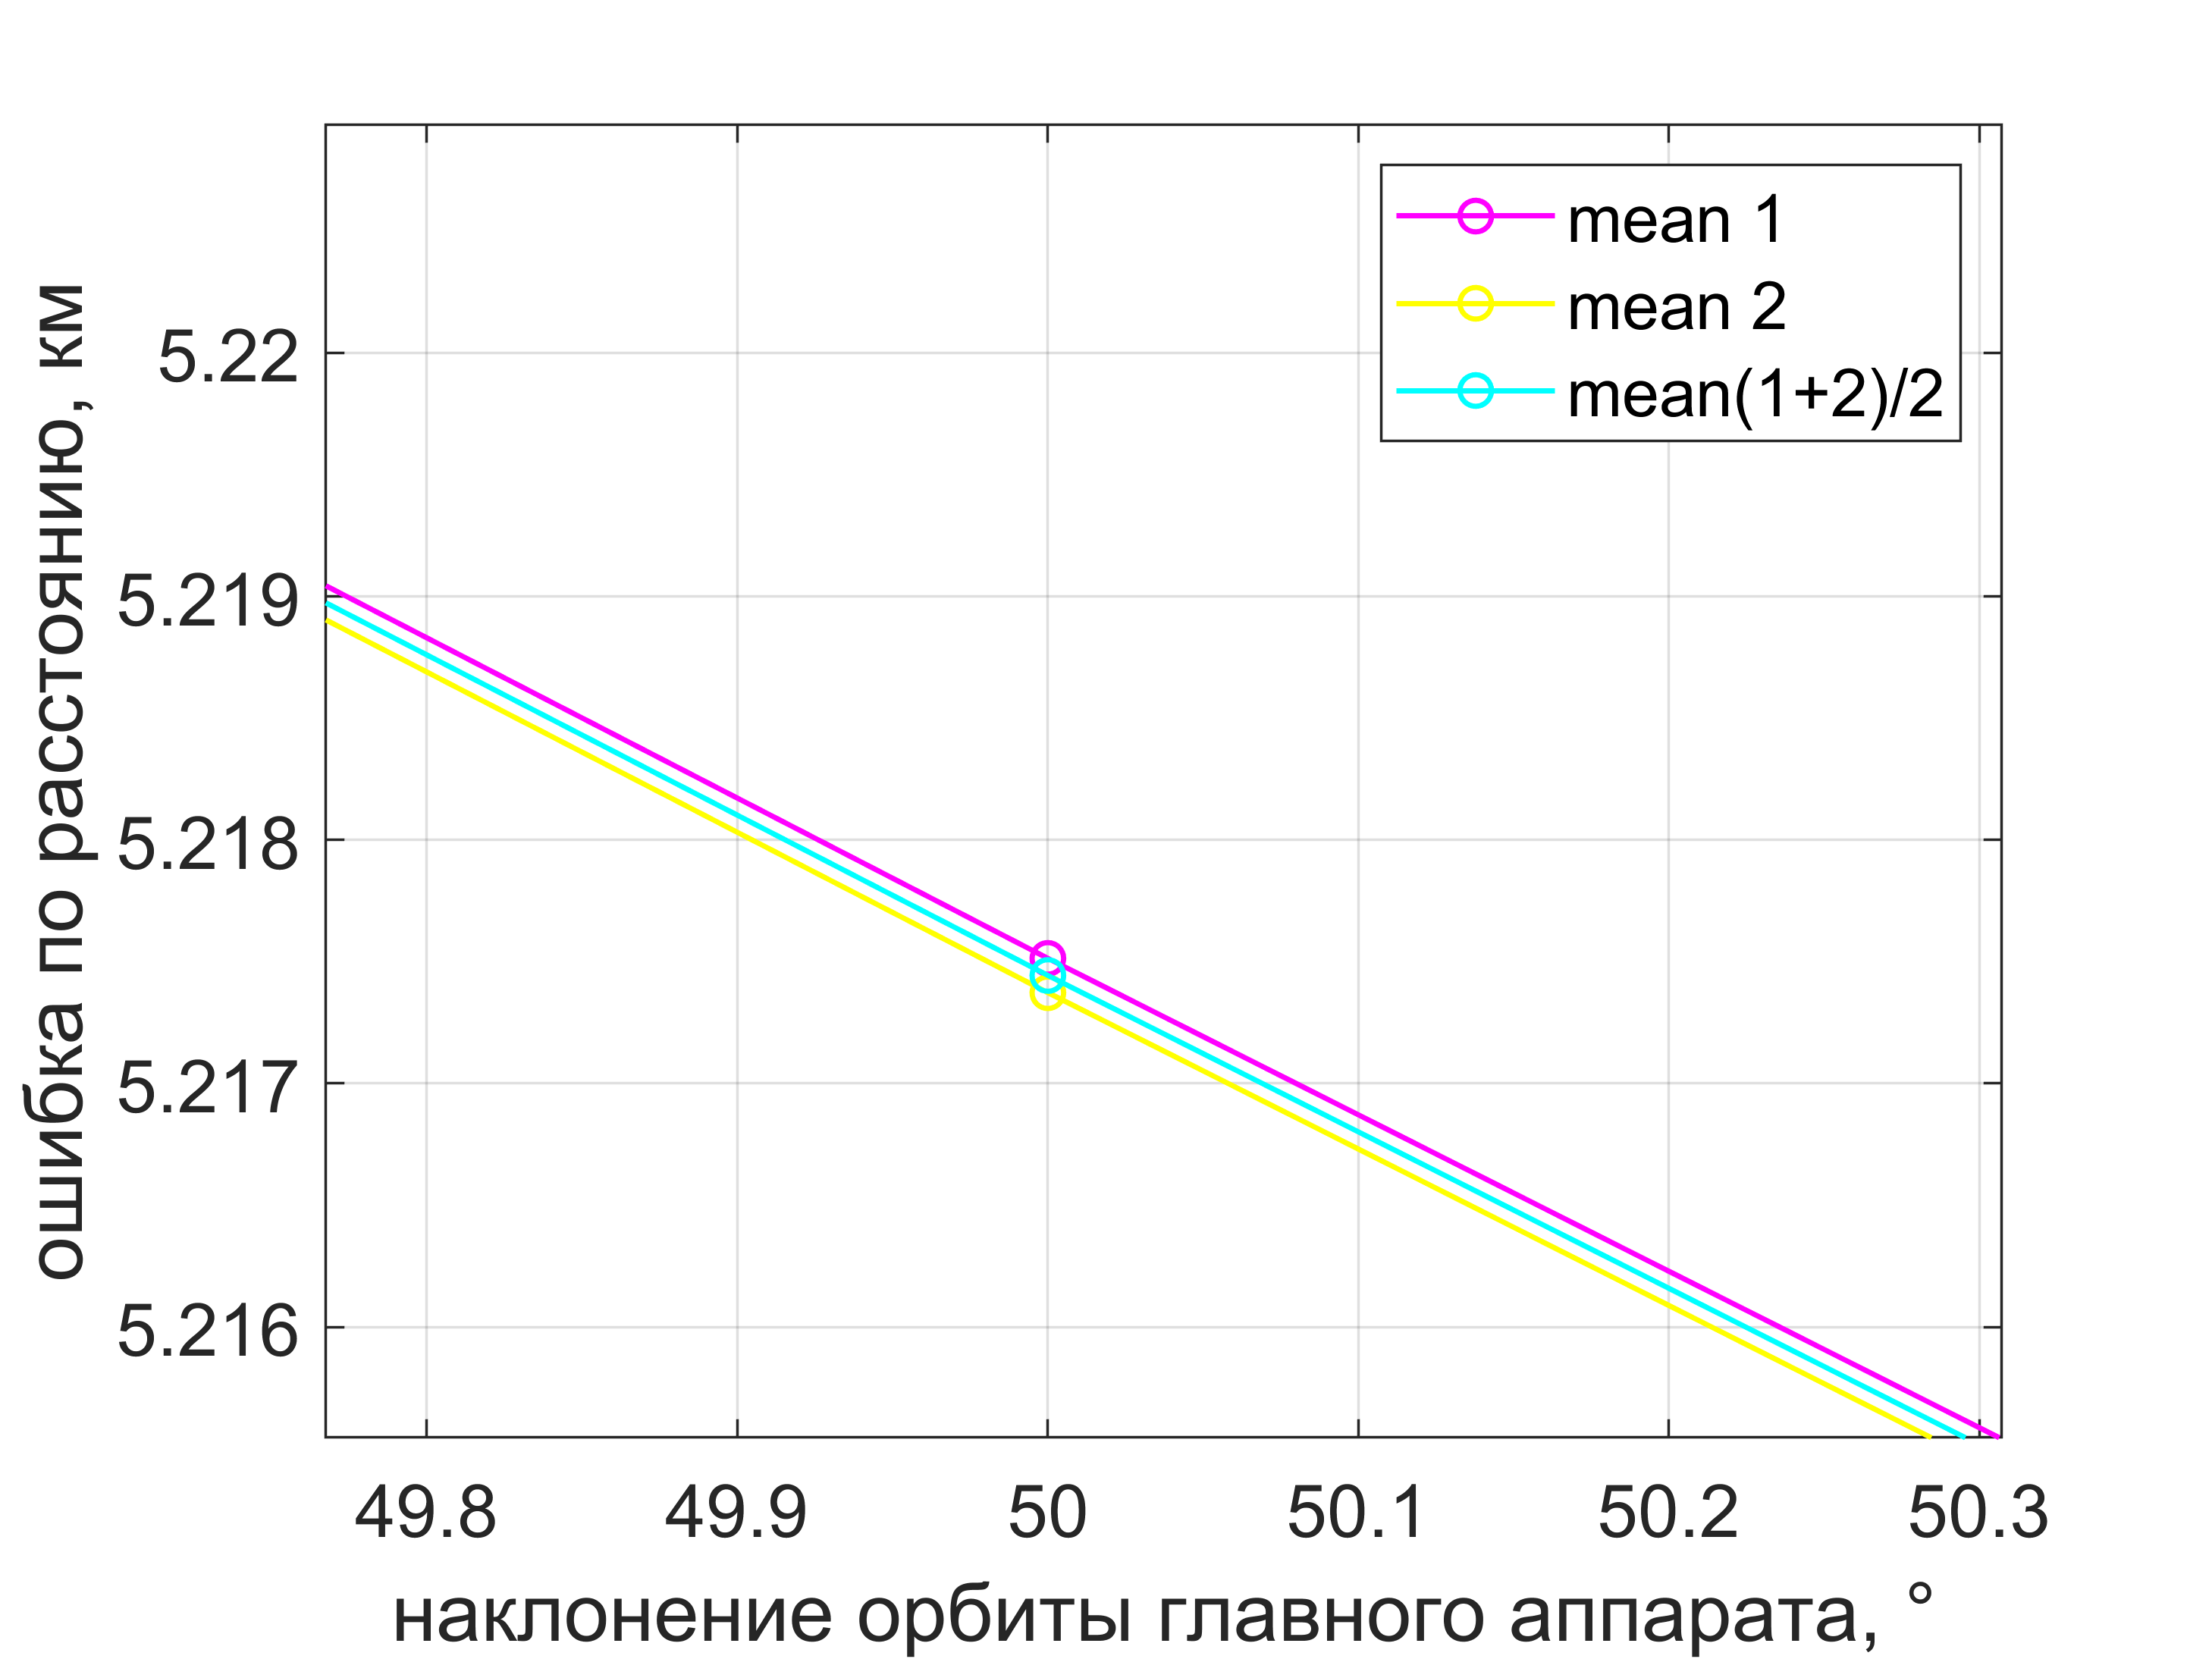 mean 1
mean 2
mean(1+2)/2
ошибка по расстоянию, км
5.22
5.219
5.218
5.217
5.216
49.8 49.9 50 50.1 50.2 50.3
наклонение орбиты главного аппарата, °